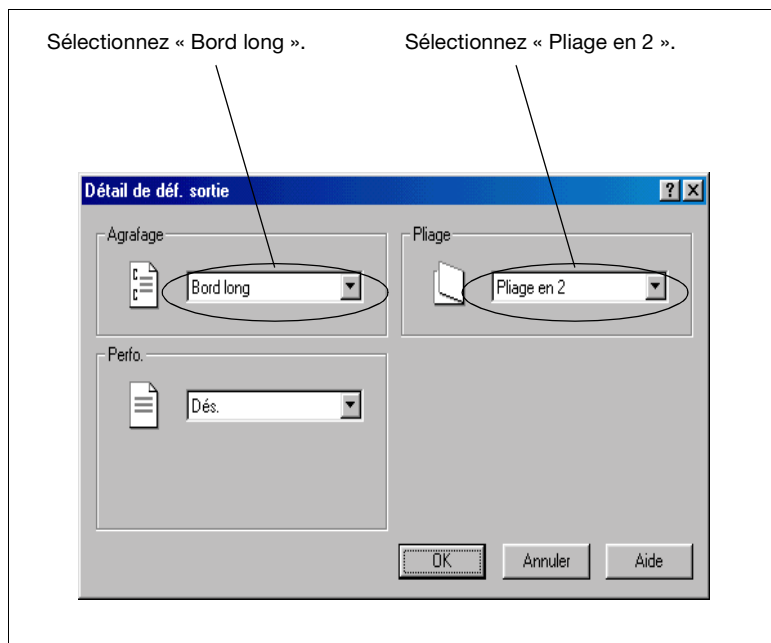 Sélectionnez « Bord long ».
Sélectionnez « Pliage en 2 ».
Détail de déf. sortie
Agrafage
Bord long
Pliage
Pliage en 2
Perfo.
Dés.
OK
Annuler
Aide